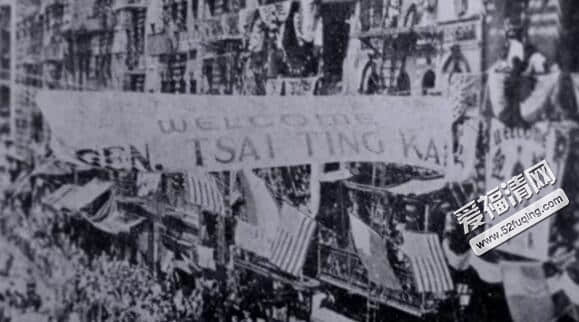 WELCOME
GEN. TSAI TING KAI
爱福清网
www.52fuqing.com